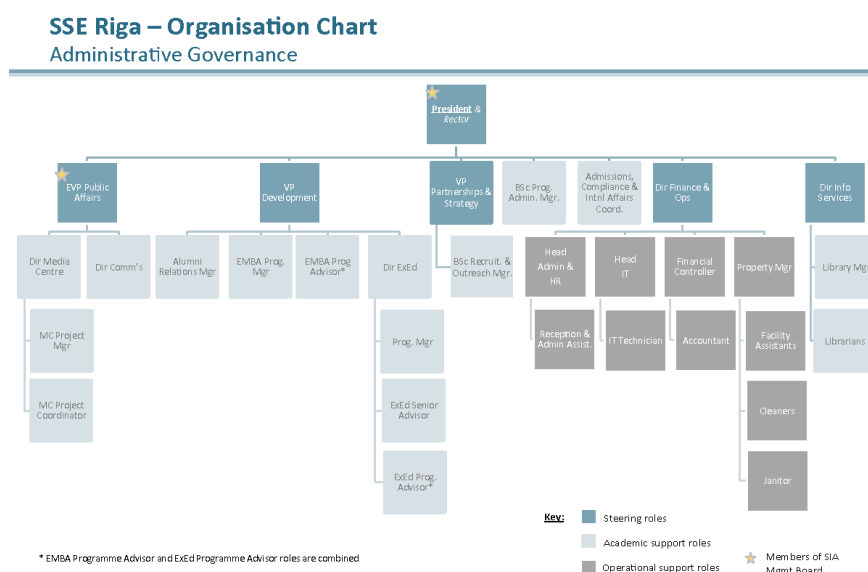 SSE Riga – Organisation Chart
Administrative Governance
President &
Rector
EVP Public
Affairs
VP
Development
VP
Partnerships &
Strategy
BSc Prog.
Admin. Mgr.
Admissions,
Compliance &
Intnl Affairs
Coord.
Dir Finance &
Ops
Dir Info
Services
Dir Media
Centre
Dir Comm's
Alumni
Relations Mgr
EMBA Prog.
Mgr
EMBA Prog
Advisor*
Dir ExEd
BSc Recruit. &
Outreach Mgr.
Head
Admin &
HR
Head
IT
Financial
Controller
Property Mgr
Library Mgr
MC Project
Mgr
Prog. Mgr
Reception &
Admin Assist.
IT Technician
Accountant
Facility
Assistants
Librarians
MC Project
Coordinator
ExEd Senior
Advisor
Cleaners
ExEd Prog.
Advisor*
Janitor
Key:
Steering roles
Academic support roles
Operational support roles
Members of SIA
Mgmt Board
* EMBA Programme Advisor and ExEd Programme Advisor roles are combined